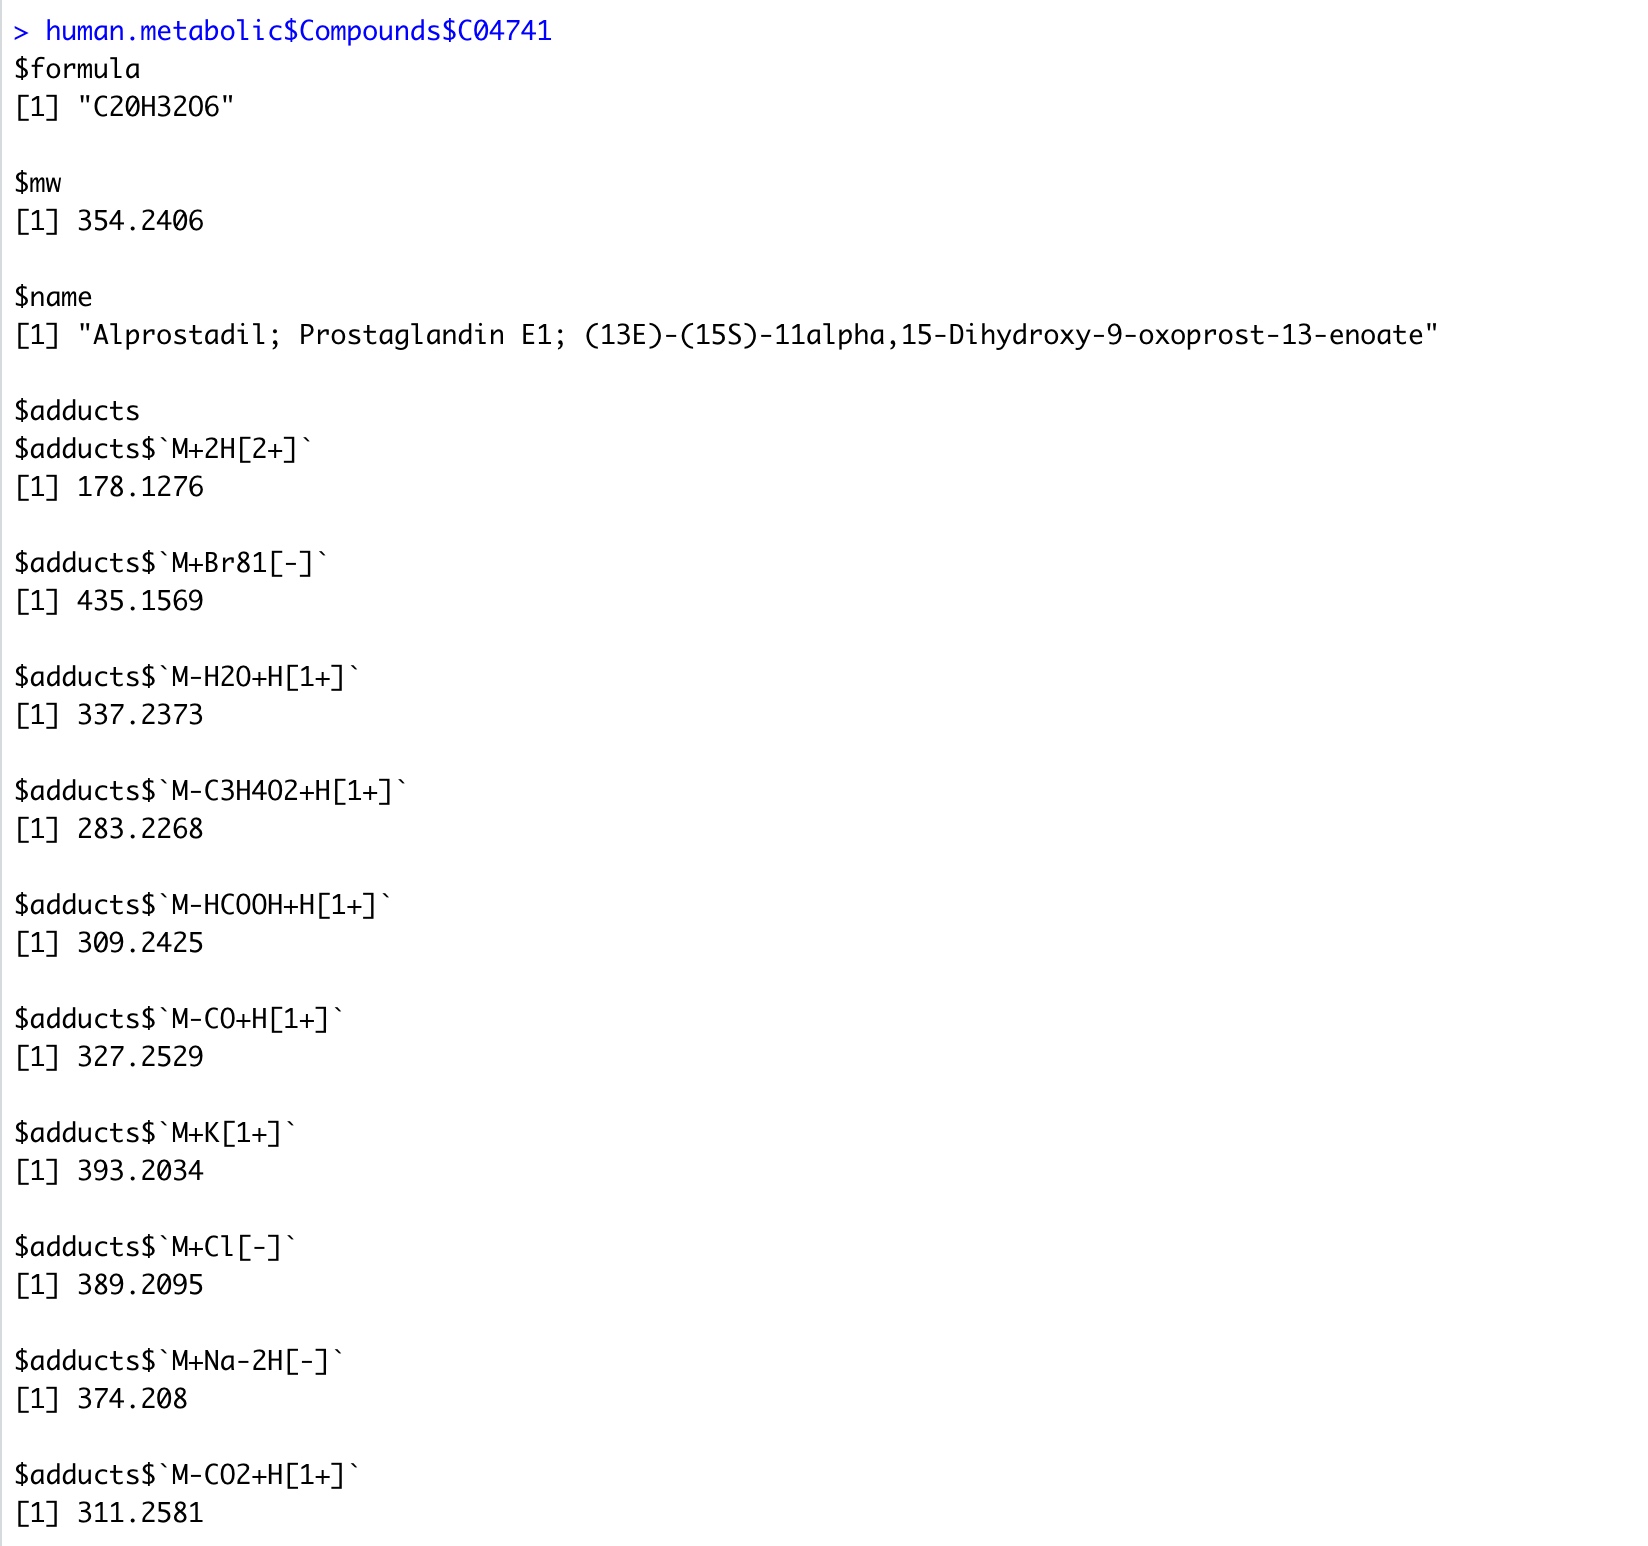 > human.metabolic$Compounds$C04741
$formula
[1] "C20H32O6"
$mw
[1] 354.2406
$name
[1] "Alprostadil; Prostaglandin E1; (13E)-(15S)-11alpha,15-Dihydroxy-9-oxoprost-13-enoate"
$adducts
$adducts$`M+2H[2+]`
[1] 178.1276
$adducts$`M+Br81[-]`
[1] 435.1569
$adducts$`M-H2O+H[1+]`
[1] 337.2373
$adducts$`M-C3H4O2+H[1+]`
[1] 283.2268
$adducts$`M-HCOOH+H[1+]`
[1] 309.2425
$adducts$`M-CO+H[1+]`
[1] 327.2529
$adducts$`M+K[1+]`
[1] 393.2034
$adducts$`M+Cl[-]`
[1] 389.2095
$adducts$`M+Na-2H[-]`
[1] 374.208
$adducts$`M-CO2+H[1+]`
[1] 311.2581